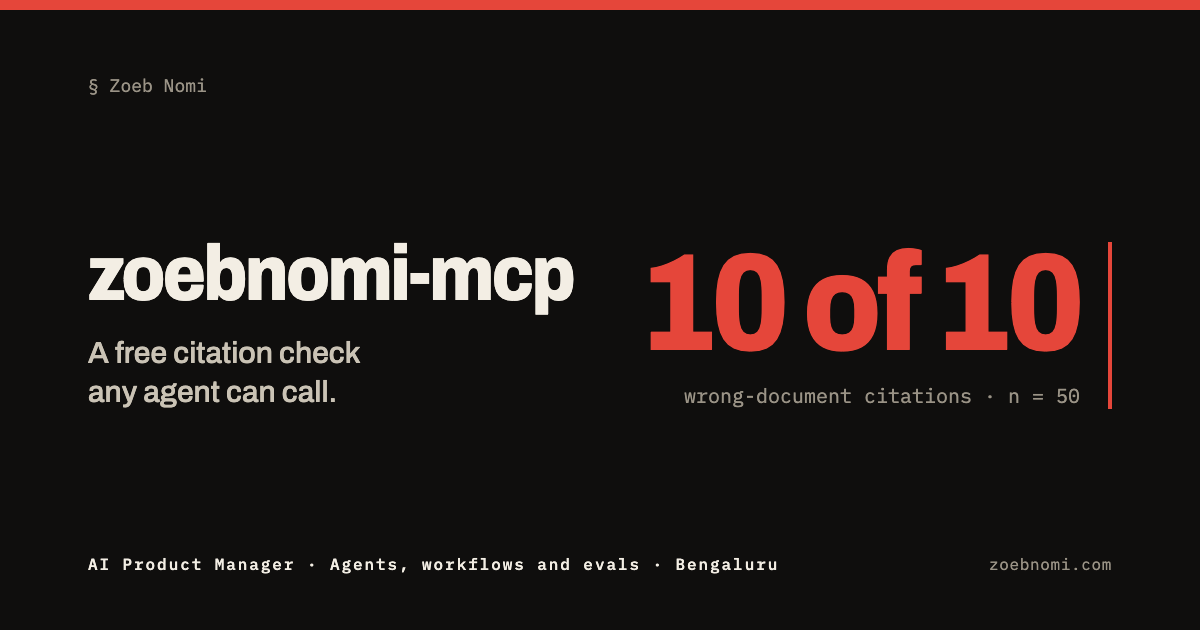 § Zoeb Nomi
zoebnomi-mcp
A free citation check
any agent can call.
10 of 10
wrong-document citations · n = 50
AI Product Manager · Agents, workflows and evals · Bengaluru
zoebnomi.com